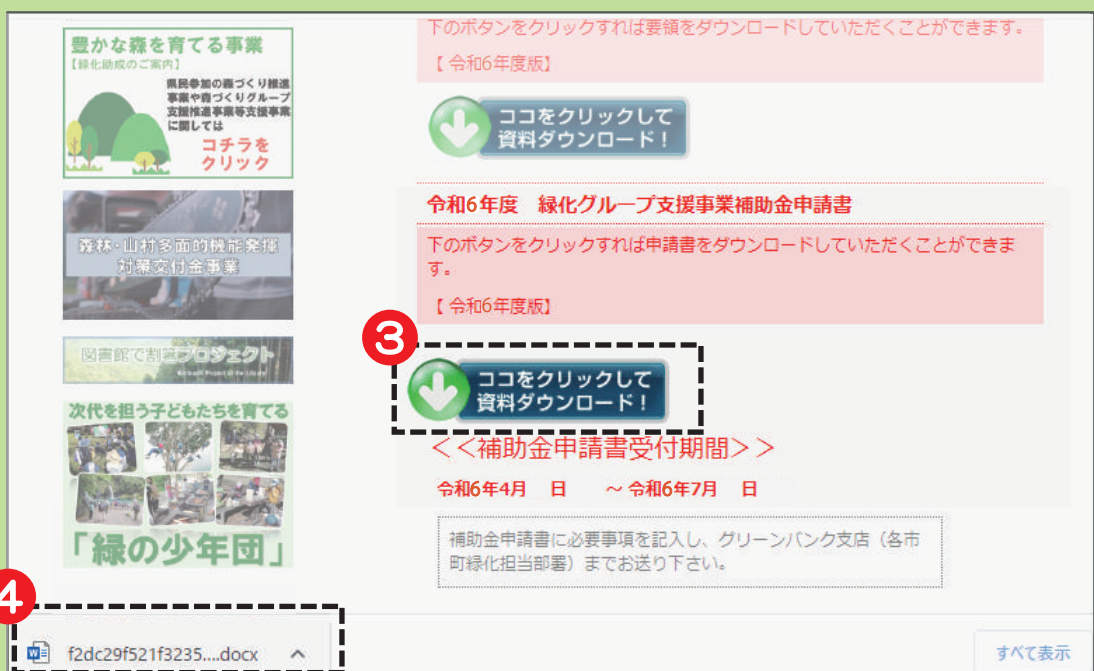 下のボタンをクリックすれば要領をダウンロードしていただくことができます。
【 令和6年度版】
ココをクリックして
資料ダウンロード！
令和6年度　緑化グループ支援事業補助金申請書
下のボタンをクリックすれば申請書をダウンロードしていただくことができま
す。
【 令和6年度版】
3
ココをクリックして
資料ダウンロード！
＜＜補助金申請書受付期間＞＞
令和6年4月　日　　～令和6年7月　日
補助金申請書に必要事項を記入し、グリーンバンク支店（各市
町緑化担当部署）までお送り下さい。
豊かな森を育てる事業
【緑化助成のご案内】
県民参加の森づくり推進
事業や森づくりグループ
支援推進事業等支援事業
に関しては
コチラを
クリック
森林・山村多面的機能発揮
対策交付金事業
図書館で割箸プロジェクト
次代を担う子どもたちを育てる
「緑の少年団」
4
f2dc29f521f3235....docx
すべて表示